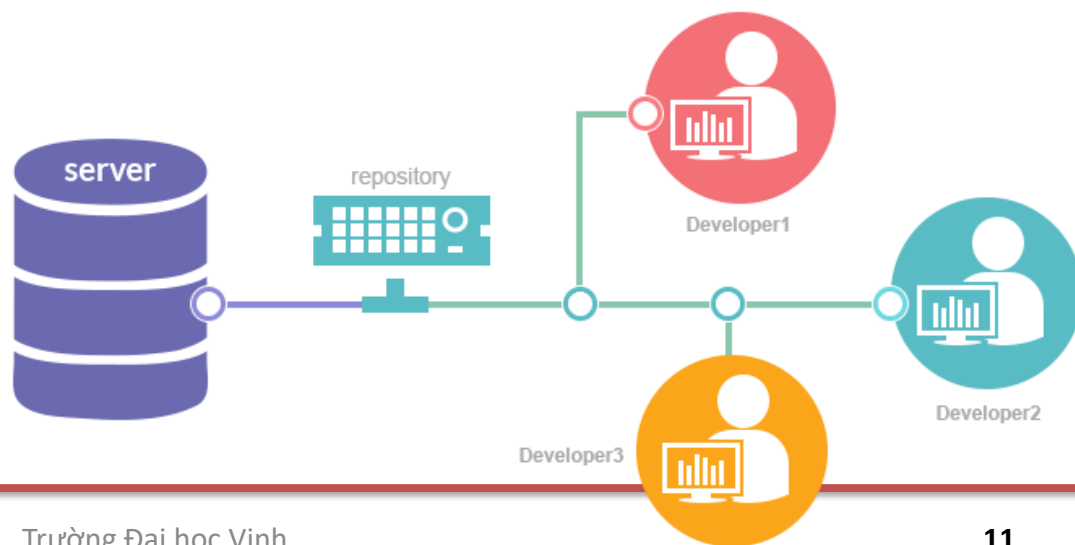 server
repository
Developer1
Developer2
Developer3
Trường Đại học Vinh
11